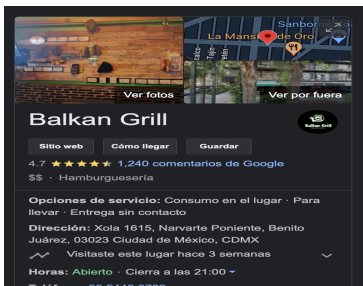 Sanbor
La Mans de Oro
Ver fotos
Ver por fuera
Balkan Grill
Balkan Grill
Sitio web
Cómo llegar
Guardar
4.7 1,240 comentarios de Google
$$ · Hamburguesería
Opciones de servicio: Consumo en el lugar · Para
llevar · Entrega sin contacto
Dirección: Xola 1615, Narvarte Poniente, Benito
Juárez, 03023 Ciudad de México, CDMX
Visitaste este lugar hace 3 semanas
Horas: Abierto · Cierra a las 21:00